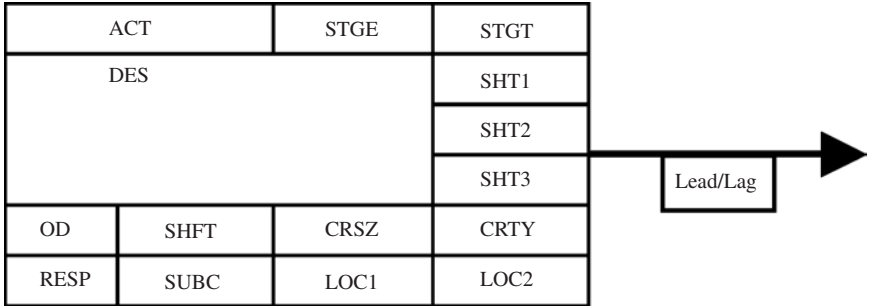 ACT STGE STGT
DES SHT1
SHT2
SHT3 Lead/Lag
OD SHFT CRSZ CRTY
RESP SUBC LOC1 LOC2